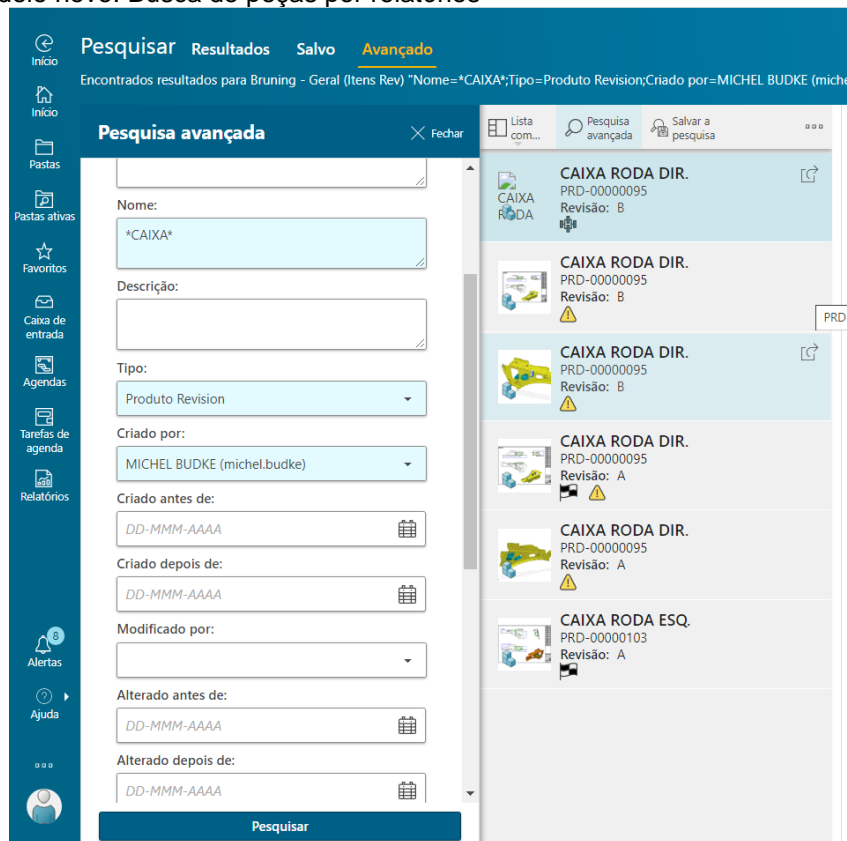 novo: Busca de peças por relatórios
Início
Início
Pastas
Pastas ativas
Favoritos
Caixa de
entrada
Agendas
Tarefas de
agenda
Relatórios
8
Alertas
Ajuda
Pesquisar Resultados Salvo Avançado
Encontrados resultados para Bruning - Geral (Itens Rev) "Nome=*CAIXA*;Tipo=Produto Revision;Criado por=MICHEL BUDKE (miche
Pesquisa avançada
Fechar
Nome:
*CAIXA*
Descrição:
Tipo:
Produto Revision
Criado por:
MICHEL BUDKE (michel.budke)
Criado antes de:
DD-MMM-AAAA
Criado depois de:
DD-MMM-AAAA
Modificado por:
Alterado antes de:
DD-MMM-AAAA
Alterado depois de:
DD-MMM-AAAA
Pesquisar
Lista
com...
Pesquisa
avançada
Salvar a
pesquisa
CAIXA
RODA
CAIXA RODA DIR.
PRD-00000095
Revisão: B
CAIXA RODA DIR.
PRD-00000095
Revisão: B
PRD
CAIXA RODA DIR.
PRD-00000095
Revisão: B
CAIXA RODA DIR.
PRD-00000095
Revisão: A
CAIXA RODA DIR.
PRD-00000095
Revisão: A
CAIXA RODA ESQ.
PRD-00000103
Revisão: A